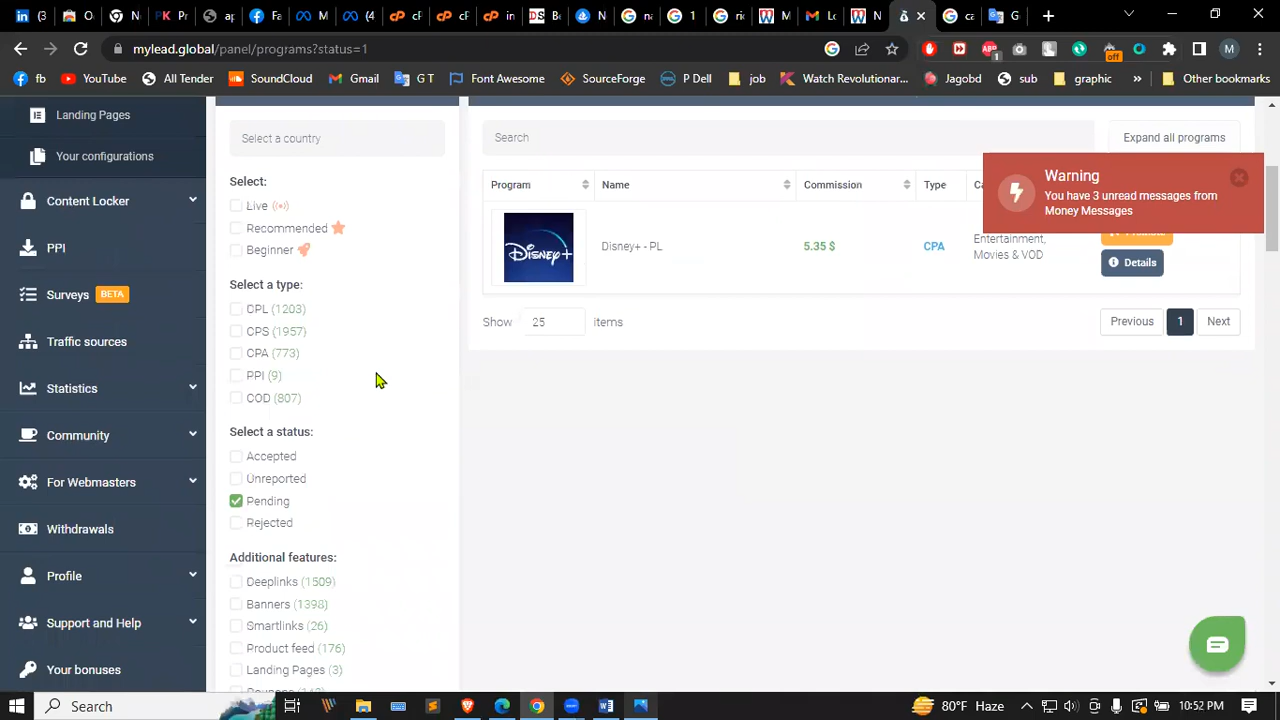 mylead.global/panel/programs?status=1
fb
YouTube
All Tender
SoundCloud
Gmail
G T
Font Awesome
SourceForge
P Dell
job
Watch Revolutionar...
Jagobd
sub
graphic
»
Other bookmarks
Landing Pages
Your configurations
Content Locker
PPI
Surveys BETA
Traffic sources
Statistics
Community
For Webmasters
Withdrawals
Profile
Support and Help
Your bonuses
Select a country
Select:
Live
Recommended
Beginner
Select a type:
CPL (1203)
CPS (1957)
CPA (773)
PPI (9)
COD (807)
Select a status:
Accepted
Unreported
Pending
Rejected
Additional features:
Deeplinks (1509)
Banners (1398)
Smartlinks (26)
Product feed (176)
Landing Pages (3)
Search
Expand all programs
Program Name Commission Type
Disney+
Disney+ - PL 5.35 $ CPA
Entertainment,
Movies & VOD
Details
Show 25 items
Previous 1 Next
Warning
You have 3 unread messages from
Money Messages
Search
80°F Haze
10:52 PM